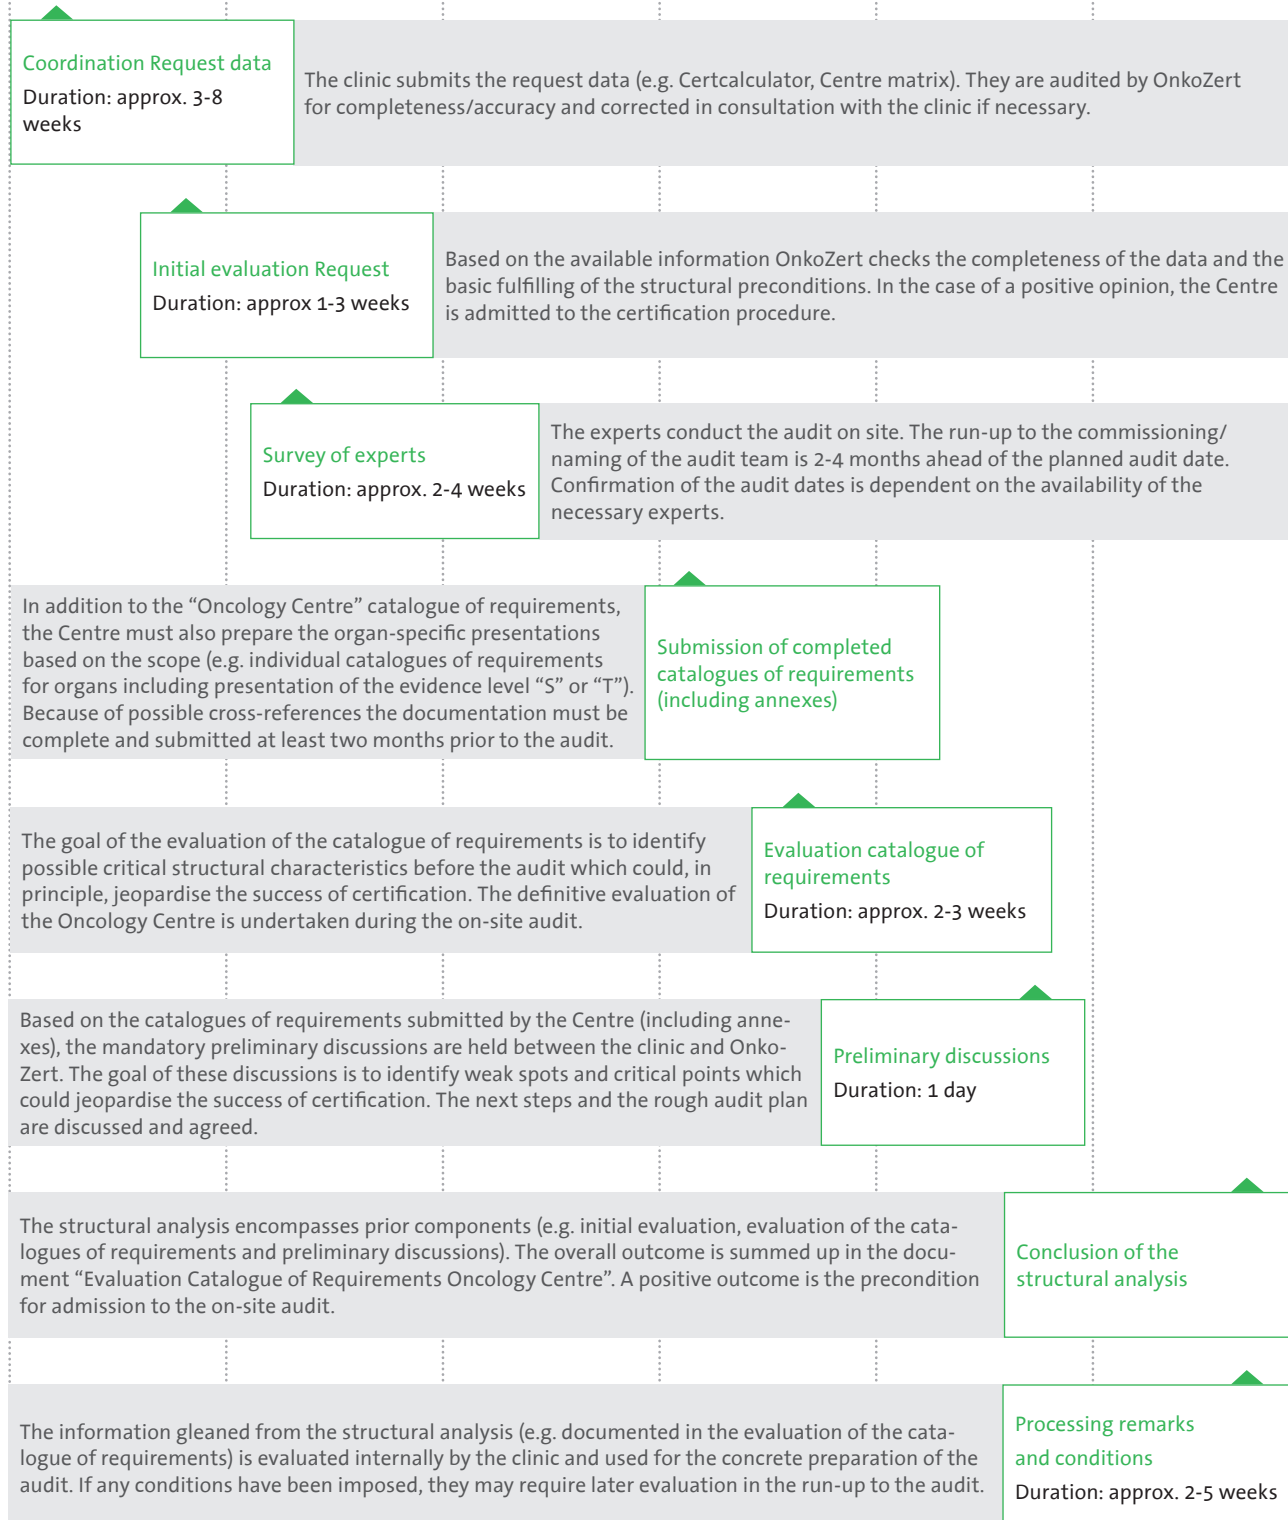 Coordination Request data
Duration: approx. 3-8
weeks
The clinic submits the request data (e.g. Certcalculator, Centre matrix). They are audited by OnkoZert
for completeness/accuracy and corrected in consultation with the clinic if necessary.
Initial evaluation Request
Duration: approx 1-3 weeks
Based on the available information OnkoZert checks the completeness of the data and the
basic fulfilling of the structural preconditions. In the case of a positive opinion, the Centre
is admitted to the certification procedure.
Survey of experts
Duration: approx. 2-4 weeks
The experts conduct the audit on site. The run-up to the commissioning/
naming of the audit team is 2-4 months ahead of the planned audit date.
Confirmation of the audit dates is dependent on the availability of the
necessary experts.
In addition to the “Oncology Centre” catalogue of requirements,
the Centre must also prepare the organ-specific presentations
based on the scope (e.g. individual catalogues of requirements
for organs including presentation of the evidence level “S” or “T”).
Because of possible cross-references the documentation must be
complete and submitted at least two months prior to the audit.
Submission of completed
catalogues of requirements
(including annexes)
The goal of the evaluation of the catalogue of requirements is to identify
possible critical structural characteristics before the audit which could, in
principle, jeopardise the success of certification. The definitive evaluation of
the Oncology Centre is undertaken during the on-site audit.
Evaluation catalogue of
requirements
Duration: approx. 2-3 weeks
Based on the catalogues of requirements submitted by the Centre (including anne-
xes), the mandatory preliminary discussions are held between the clinic and Onko-
Zert. The goal of these discussions is to identify weak spots and critical points which
could jeopardise the success of certification. The next steps and the rough audit plan
are discussed and agreed.
Preliminary discussions
Duration: 1 day
The structural analysis encompasses prior components (e.g. initial evaluation, evaluation of the cata-
logues of requirements and preliminary discussions). The overall outcome is summed up in the docu-
ment “Evaluation Catalogue of Requirements Oncology Centre”. A positive outcome is the precondition
for admission to the on-site audit.
Conclusion of the
structural analysis
The information gleaned from the structural analysis (e.g. documented in the evaluation of the cata-
logue of requirements) is evaluated internally by the clinic and used for the concrete preparation of the
audit. If any conditions have been imposed, they may require later evaluation in the run-up to the audit.
Processing remarks
and conditions
Duration: approx. 2-5 weeks